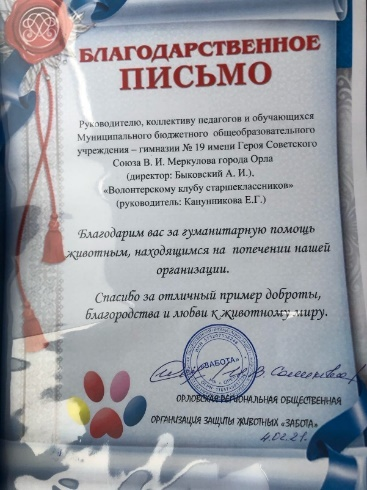 БЛАГОДАРСТВЕННОЕ
ПИСЬМО
Руководителю, коллективу педагогов и обучающихся
Муниципального бюджетного общеобразовательного
учреждения – гимназии № 19 имени Героя Советского
Союза В. И. Меркулова города Орла
(директор: Быковский А. И.),
«Волонтерскому клубу старшеклассников»
(руководитель: Канунникова Е.Г.)
Благодарим вас за гуманитарную помощь
животным, находящимся на попечении нашей
организации.
Спасибо за отличный пример доброты,
благородства и любви к животному миру.
«ЗАБОТА»
ОРЛОВСКАЯ РЕГИОНАЛЬНАЯ ОБЩЕСТВЕННАЯ
ОРГАНИЗАЦИЯ ЗАЩИТЫ ЖИВОТНЫХ «ЗАБОТА»
4.02.21.